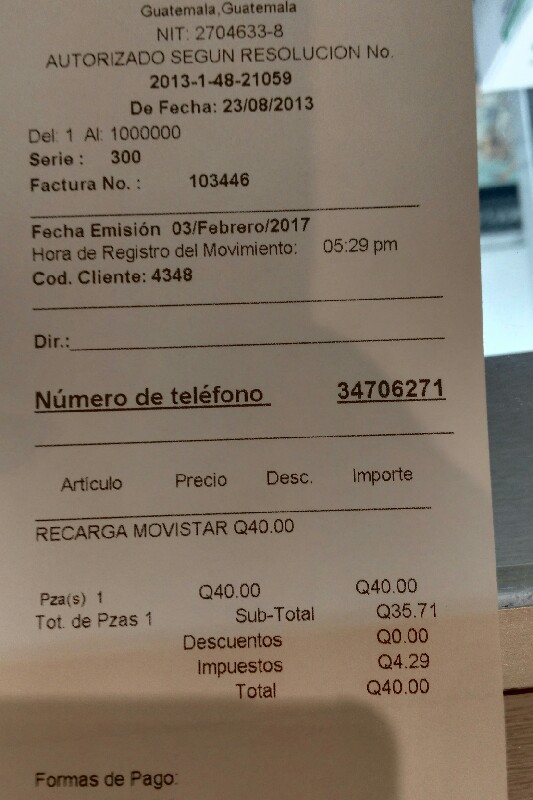 Guatemala,Guatemala
NIT: 2704633-8
AUTORIZADO SEGUN RESOLUCION No.
2013-1-48-21059
De Fecha: 23/08/2013
Del: 1 Al: 1000000
Serie : 300
Factura No. : 103446
Fecha Emisión 03/Febrero/2017
Hora de Registro del Movimiento: 05:29 pm
Cod. Cliente: 4348
Dir.:
Número de teléfono 34706271
Artículo Precio Desc. Importe
RECARGA MOVISTAR Q40.00
Pza(s) 1 Q40.00 Q40.00
Tot. de Pzas 1 Sub-Total Q35.71
Descuentos Q0.00
Impuestos Q4.29
Total Q40.00
Formas de Pago: